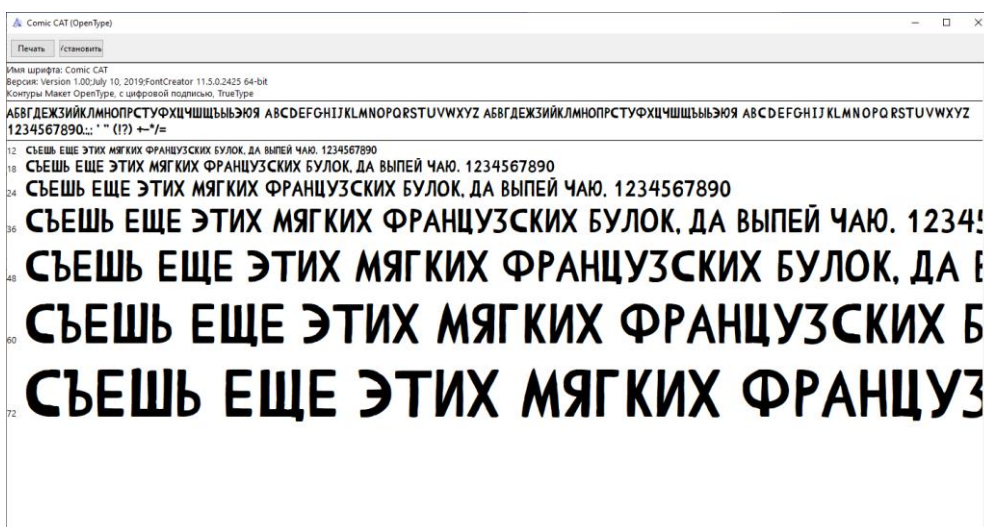 Comic CAT (OpenType)
Печать Установить
Имя шрифта: Comic CAT
Версия: Version 1.00;July 10, 2019;FontCreator 11.5.0.2425 64-bit
Контуры Макет OpenType, с цифровой подписью, TrueType
АБВГДЕЖЗИЙКЛМНОПРСТУФХЦЧШЩЪЫЬЭЮЯ ABCDEFGHIJKLMNOPQRSTUVWXYZ АБВГДЕЖЗИЙКЛМНОПРСТУФХЦЧШЩЪЫЬЭЮЯ ABCDEFGHIJKLMNOPQRSTUVWXYZ
1234567890.:,; ' " (!?) +-*/=
12 СЪЕШЬ ЕЩЕ ЭТИХ МЯГКИХ ФРАНЦУЗСКИХ БУЛОК, ДА ВЫПЕЙ ЧАЮ. 1234567890
18 СЪЕШЬ ЕЩЕ ЭТИХ МЯГКИХ ФРАНЦУЗСКИХ БУЛОК, ДА ВЫПЕЙ ЧАЮ. 1234567890
24 СЪЕШЬ ЕЩЕ ЭТИХ МЯГКИХ ФРАНЦУЗСКИХ БУЛОК, ДА ВЫПЕЙ ЧАЮ. 1234567890
36 СЪЕШЬ ЕЩЕ ЭТИХ МЯГКИХ ФРАНЦУЗСКИХ БУЛОК, ДА ВЫПЕЙ ЧАЮ. 1234
48 СЪЕШЬ ЕЩЕ ЭТИХ МЯГКИХ ФРАНЦУЗСКИХ БУЛОК, ДА
60 СЪЕШЬ ЕЩЕ ЭТИХ МЯГКИХ ФРАНЦУЗСКИХ
72 СЪЕШЬ ЕЩЕ ЭТИХ МЯГКИХ ФРАНЦУЗ